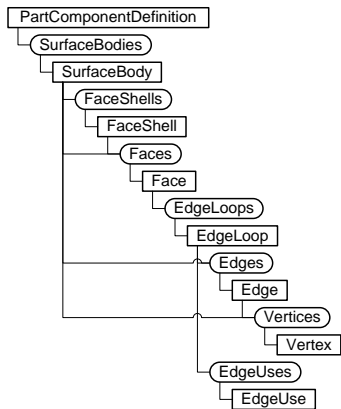 PartComponentDefinition
SurfaceBodies
SurfaceBody
FaceShells
FaceShell
Faces
Face
EdgeLoops
EdgeLoop
Edges
Edge
Vertices
Vertex
EdgeUses
EdgeUse